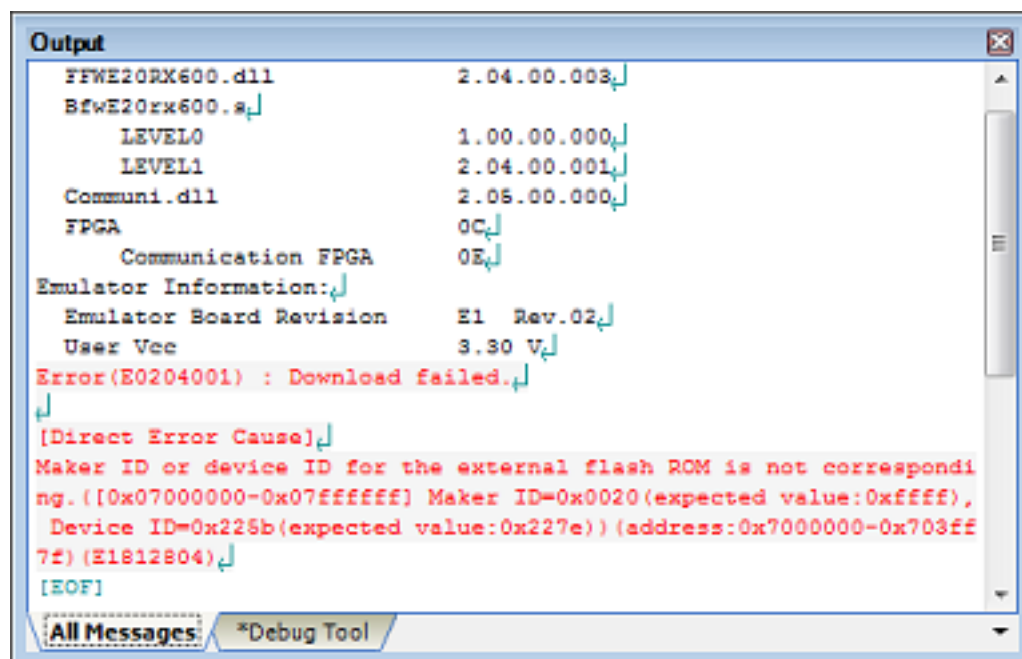 Output
FFWE20RX600.dll 2.04.00.003
BfwE20rx600.s
LEVEL0 1.00.00.000
LEVEL1 2.04.00.001
Communi.dll 2.05.00.000
FPGA 0C
Communication FPGA 0E
Emulator Information:
Emulator Board Revision E1 Rev.02
User Vcc 3.30 V
Error(E0204001) : Download failed.
[Direct Error Cause]
Maker ID or device ID for the external flash ROM is not correspondi
ng.([0x07000000-0x07ffffff] Maker ID=0x0020(expected value:0xffff),
Device ID=0x225b(expected value:0x227e))(address:0x7000000-0x703ff
7f)(E1812804)
[EOF]
All Messages *Debug Tool